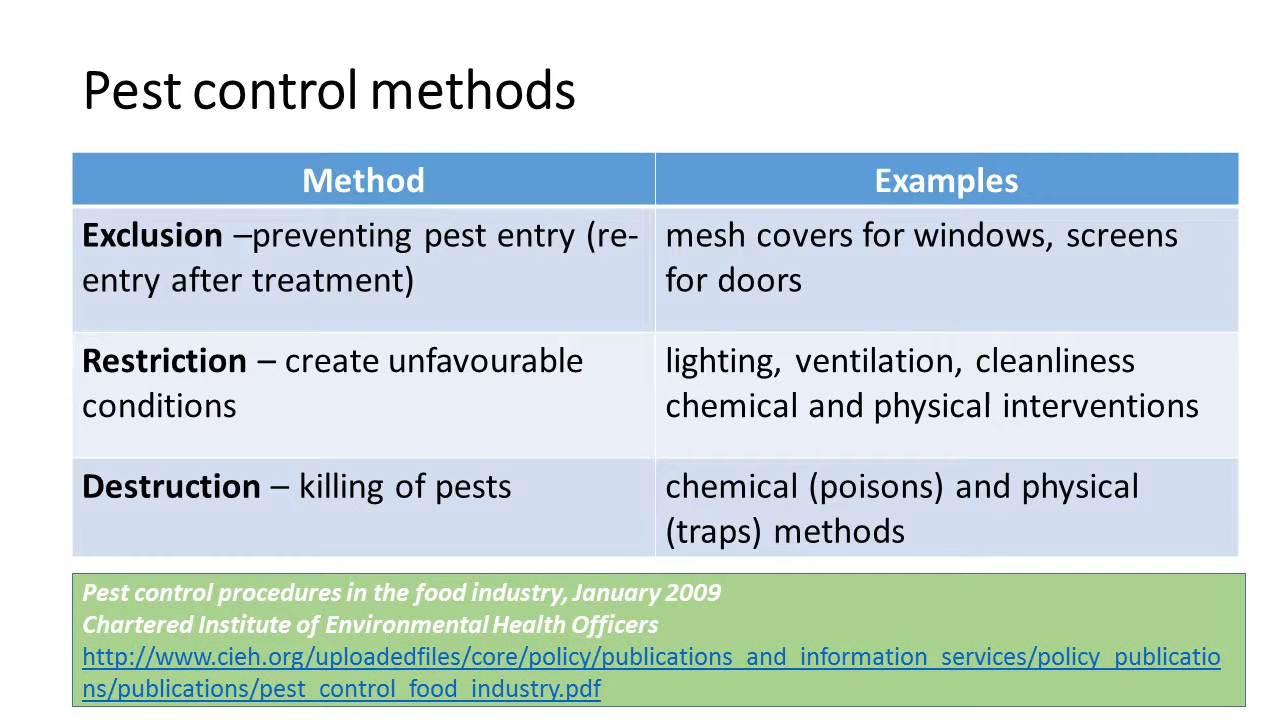 Pest control methods
Method
Examples
Exclusion –preventing pest entry (re-
entry after treatment)
mesh covers for windows, screens
for doors
Restriction – create unfavourable
conditions
lighting, ventilation, cleanliness
chemical and physical interventions
Destruction – killing of pests
chemical (poisons) and physical
(traps) methods
Pest control procedures in the food industry, January 2009
Chartered Institute of Environmental Health Officers
http://www.cieh.org/uploadedfiles/core/policy/publications_and_information_services/policy_publicatio
ns/publications/pest_control_food_industry.pdf